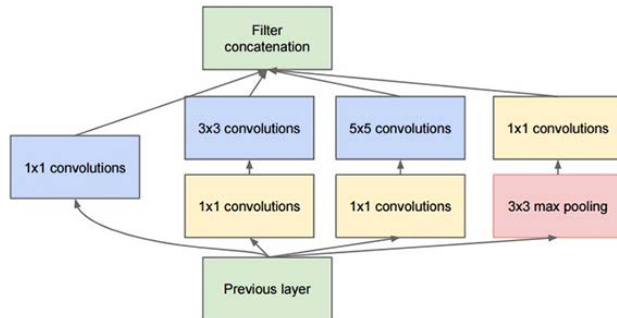 Filter
concatenation
3x3 convolutions
5x5 convolutions
1x1 convolutions
1x1 convolutions
1x1 convolutions
1x1 convolutions
3x3 max pooling
Previous layer